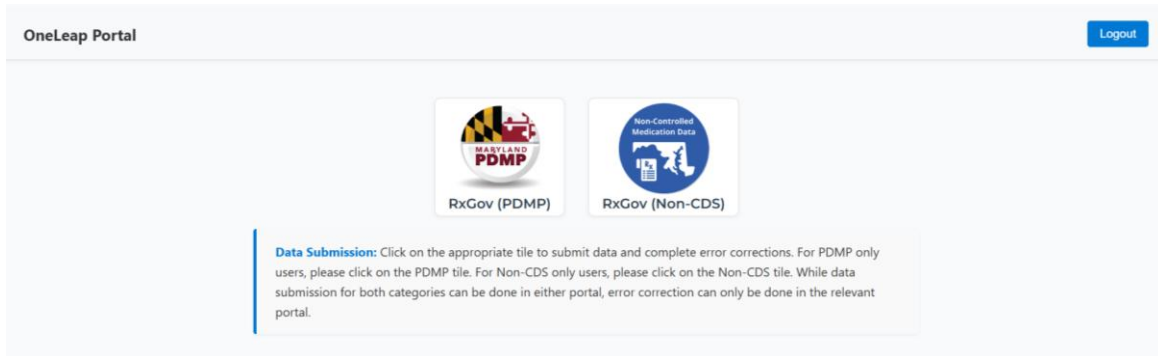 OneLeap Portal
Logout
MARYLAND
PDMP
RxGov (PDMP)
Non-Controlled
Medication Data
RxGov (Non-CDS)
Data Submission: Click on the appropriate tile to submit data and complete error corrections. For PDMP only
users, please click on the PDMP tile. For Non-CDS only users, please click on the Non-CDS tile. While data
submission for both categories can be done in either portal, error correction can only be done in the relevant
portal.